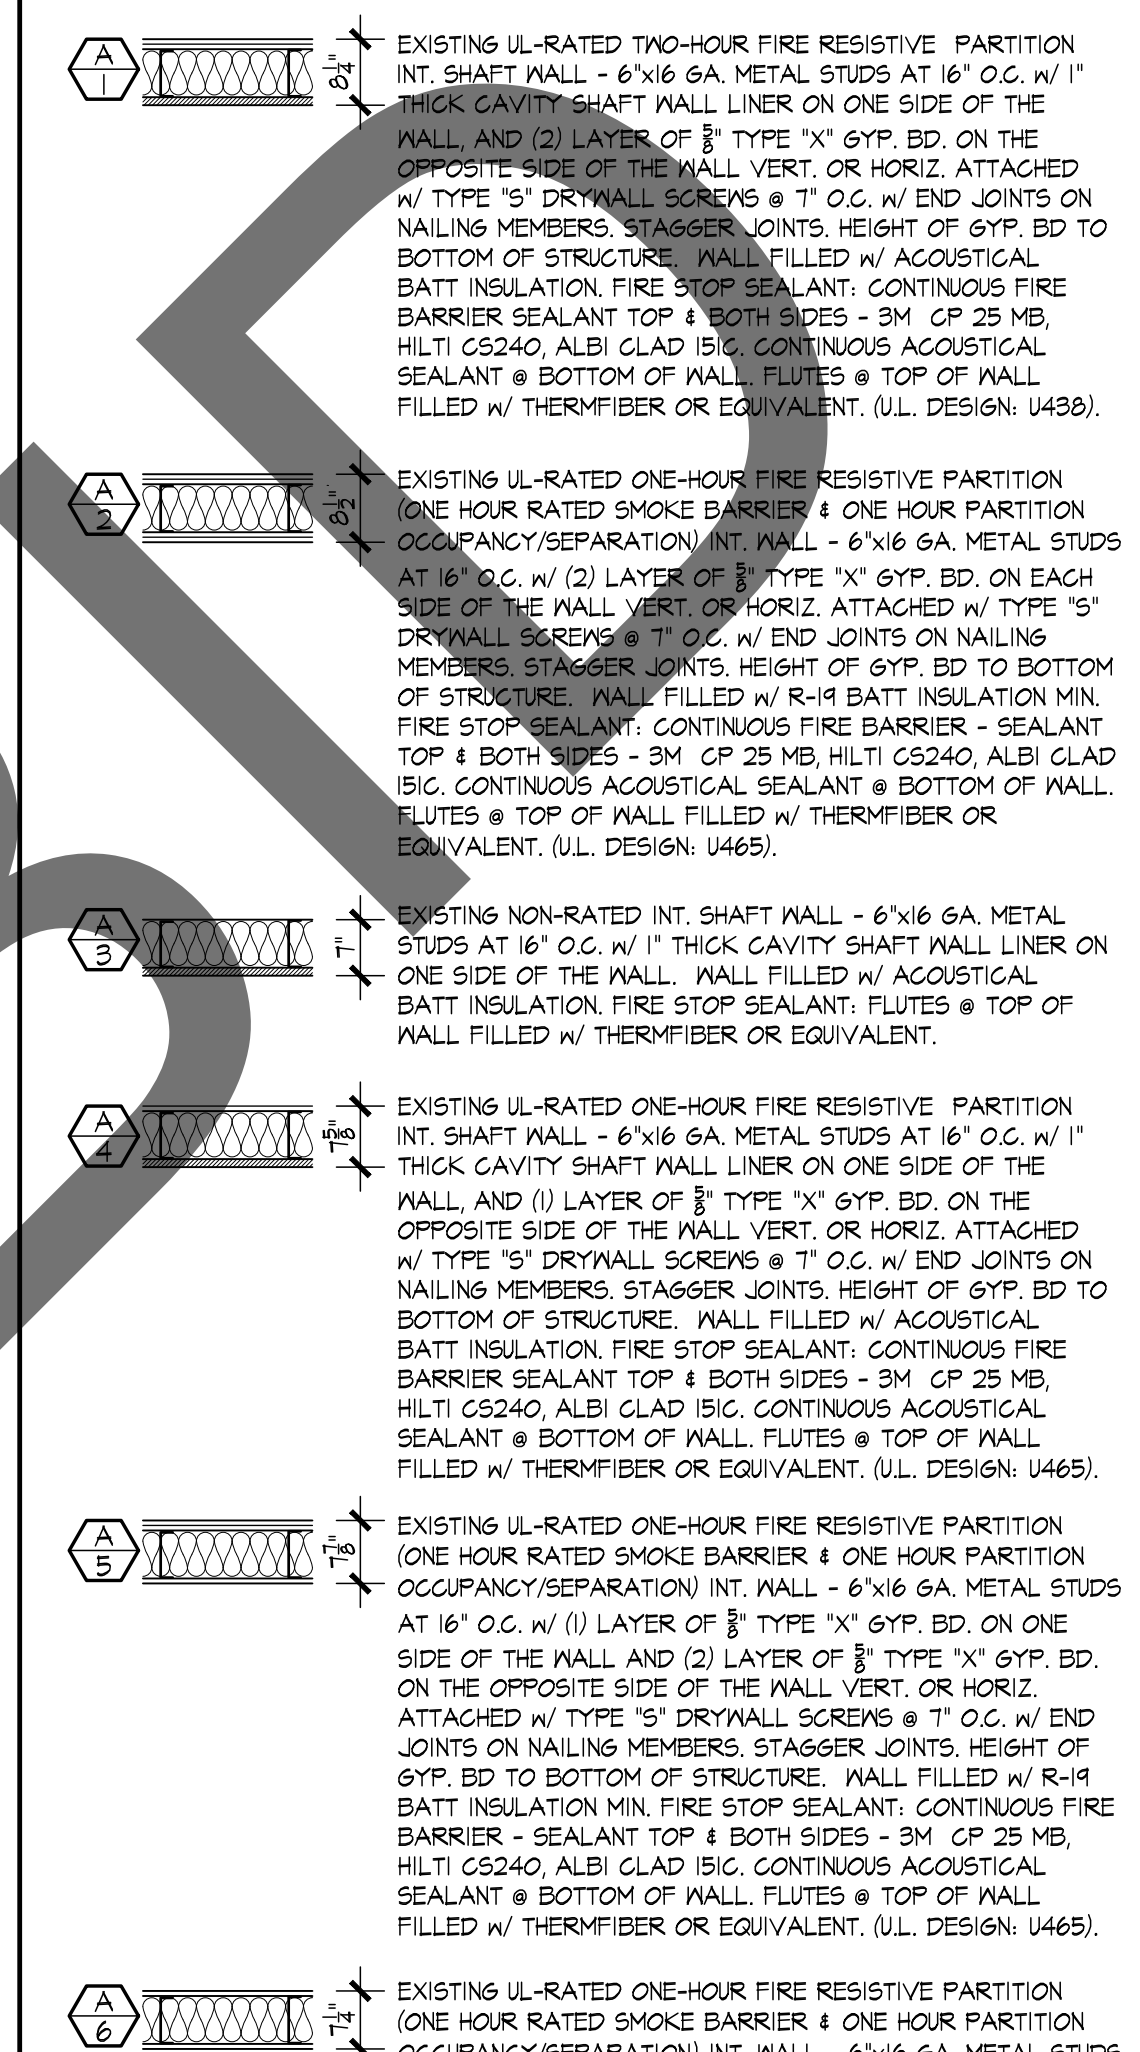 A
1
8 1/4"
EXISTING UL-RATED TWO-HOUR FIRE RESISTIVE PARTITION
INT. SHAFT WALL - 6"x16 GA. METAL STUDS AT 16" O.C. w/ 1"
THICK CAVITY SHAFT WALL LINER ON ONE SIDE OF THE
WALL, AND (2) LAYER OF 5/8" TYPE "X" GYP. BD. ON THE
OPPOSITE SIDE OF THE WALL VERT. OR HORIZ. ATTACHED
w/ TYPE "S" DRYWALL SCREWS @ 7" O.C. w/ END JOINTS ON
NAILING MEMBERS. STAGGER JOINTS. HEIGHT OF GYP. BD TO
BOTTOM OF STRUCTURE. WALL FILLED w/ ACOUSTICAL
BATT INSULATION. FIRE STOP SEALANT: CONTINUOUS FIRE
BARRIER SEALANT TOP & BOTH SIDES - 3M CP 25 MB,
HILTI CS240, ALBI CLAD 151C. CONTINUOUS ACOUSTICAL
SEALANT @ BOTTOM OF WALL. FLUTES @ TOP OF WALL
FILLED w/ THERMFIBER OR EQUIVALENT. (U.L. DESIGN: U438).
A
2
8 1/2"
EXISTING UL-RATED ONE-HOUR FIRE RESISTIVE PARTITION
(ONE HOUR RATED SMOKE BARRIER & ONE HOUR PARTITION
OCCUPANCY/SEPARATION) INT. WALL - 6"x16 GA. METAL STUDS
AT 16" O.C. w/ (2) LAYER OF 5/8" TYPE "X" GYP. BD. ON EACH
SIDE OF THE WALL VERT. OR HORIZ. ATTACHED w/ TYPE "S"
DRYWALL SCREWS @ 7" O.C. w/ END JOINTS ON NAILING
MEMBERS. STAGGER JOINTS. HEIGHT OF GYP. BD TO BOTTOM
OF STRUCTURE. WALL FILLED w/ R-19 BATT INSULATION MIN.
FIRE STOP SEALANT: CONTINUOUS FIRE BARRIER - SEALANT
TOP & BOTH SIDES - 3M CP 25 MB, HILTI CS240, ALBI CLAD
151C. CONTINUOUS ACOUSTICAL SEALANT @ BOTTOM OF WALL.
FLUTES @ TOP OF WALL FILLED w/ THERMFIBER OR
EQUIVALENT. (U.L. DESIGN: U465).
A
3
7"
EXISTING NON-RATED INT. SHAFT WALL - 6"x16 GA. METAL
STUDS AT 16" O.C. w/ 1" THICK CAVITY SHAFT WALL LINER ON
ONE SIDE OF THE WALL. WALL FILLED w/ ACOUSTICAL
BATT INSULATION. FIRE STOP SEALANT: FLUTES @ TOP OF
WALL FILLED w/ THERMFIBER OR EQUIVALENT.
A
4
7 5/8"
EXISTING UL-RATED ONE-HOUR FIRE RESISTIVE PARTITION
INT. SHAFT WALL - 6"x16 GA. METAL STUDS AT 16" O.C. w/ 1"
THICK CAVITY SHAFT WALL LINER ON ONE SIDE OF THE
WALL, AND (1) LAYER OF 5/8" TYPE "X" GYP. BD. ON THE
OPPOSITE SIDE OF THE WALL VERT. OR HORIZ. ATTACHED
w/ TYPE "S" DRYWALL SCREWS @ 7" O.C. w/ END JOINTS ON
NAILING MEMBERS. STAGGER JOINTS. HEIGHT OF GYP. BD TO
BOTTOM OF STRUCTURE. WALL FILLED w/ ACOUSTICAL
BATT INSULATION. FIRE STOP SEALANT: CONTINUOUS FIRE
BARRIER SEALANT TOP & BOTH SIDES - 3M CP 25 MB,
HILTI CS240, ALBI CLAD 151C. CONTINUOUS ACOUSTICAL
SEALANT @ BOTTOM OF WALL. FLUTES @ TOP OF WALL
FILLED w/ THERMFIBER OR EQUIVALENT. (U.L. DESIGN: U465).
A
5
7 7/8"
EXISTING UL-RATED ONE-HOUR FIRE RESISTIVE PARTITION
(ONE HOUR RATED SMOKE BARRIER & ONE HOUR PARTITION
OCCUPANCY/SEPARATION) INT. WALL - 6"x16 GA. METAL STUDS
AT 16" O.C. w/ (1) LAYER OF 5/8" TYPE "X" GYP. BD. ON ONE
SIDE OF THE WALL AND (2) LAYER OF 5/8" TYPE "X" GYP. BD.
ON THE OPPOSITE SIDE OF THE WALL VERT. OR HORIZ.
ATTACHED w/ TYPE "S" DRYWALL SCREWS @ 7" O.C. w/ END
JOINTS ON NAILING MEMBERS. STAGGER JOINTS. HEIGHT OF
GYP. BD TO BOTTOM OF STRUCTURE. WALL FILLED w/ R-19
BATT INSULATION MIN. FIRE STOP SEALANT: CONTINUOUS FIRE
BARRIER - SEALANT TOP & BOTH SIDES - 3M CP 25 MB,
HILTI CS240, ALBI CLAD 151C. CONTINUOUS ACOUSTICAL
SEALANT @ BOTTOM OF WALL. FLUTES @ TOP OF WALL
FILLED w/ THERMFIBER OR EQUIVALENT. (U.L. DESIGN: U465).
A
6
7 1/4"
EXISTING UL-RATED ONE-HOUR FIRE RESISTIVE PARTITION
(ONE HOUR RATED SMOKE BARRIER & ONE HOUR PARTITION
OCCUPANCY/SEPARATION) INT. WALL - 6"x16 GA. METAL STUDS